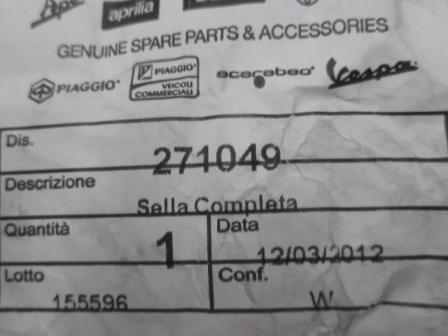 Ape aprilia
GENUINE SPARE PARTS & ACCESSORIES
PIAGGIO PIAGGIO VEICOLI COMMERCIALI scarabeo Vespa
Dis.
271049
Descrizione
Sella Completa
Quantità 1 Data 12/03/2012
Lotto 155596 Conf. W